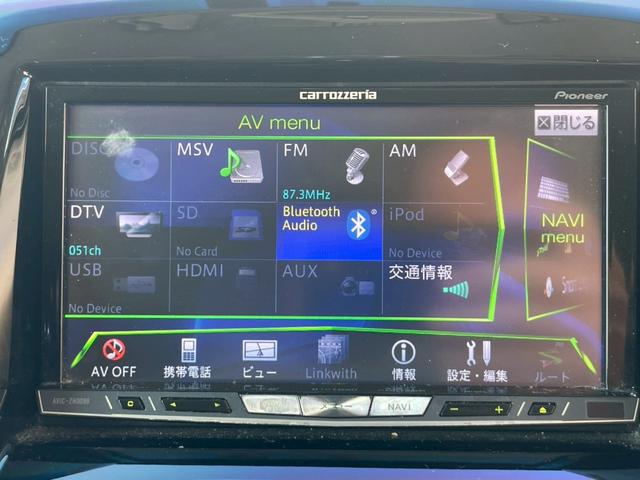 carrozzeria
Pioneer
AV menu
閉じる
DISC
No Disc
MSV
FM
87.3MHz
AM
DTV
051ch
SD
No Card
Bluetooth
Audio
iPod
No Device
USB
No Device
HDMI
AUX
交通情報
NAVI
menu
AV OFF
携帯電話
ビュー
Linkwith
情報
設定・編集
ルート
NAVI